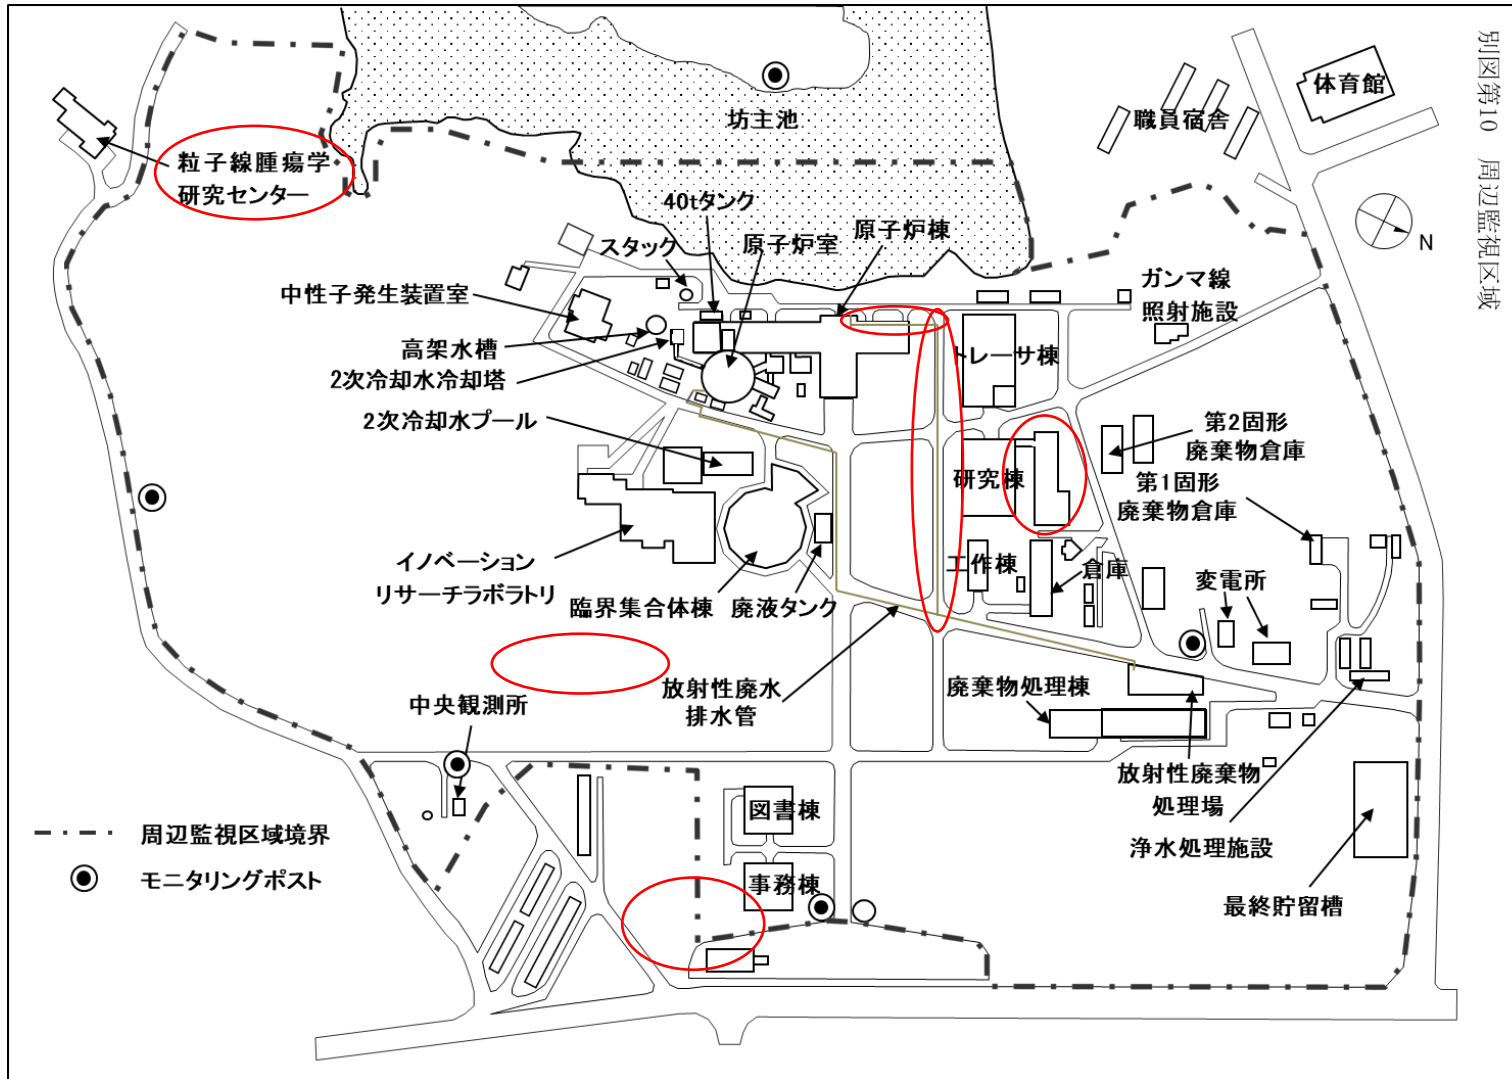 別図第10 周辺監視区域
体育館
職員宿舎
坊主池
粒子線腫瘍学
研究センター
40tタンク
スタック
原子炉室
原子炉棟
N
ガンマ線
照射施設
中性子発生装置室
高架水槽
2次冷却水冷却塔
トレーサ棟
2次冷却水プール
第2固形
廃棄物倉庫
研究棟
第1固形
廃棄物倉庫
イノベーション
リサーチラボラトリ
臨界集合体棟
廃液タンク
工作棟
倉庫
変電所
放射性廃水
排水管
廃棄物処理棟
中央観測所
放射性廃棄物
処理場
図書棟
周辺監視区域境界
浄水処理施設
モニタリングポスト
事務棟
最終貯留槽